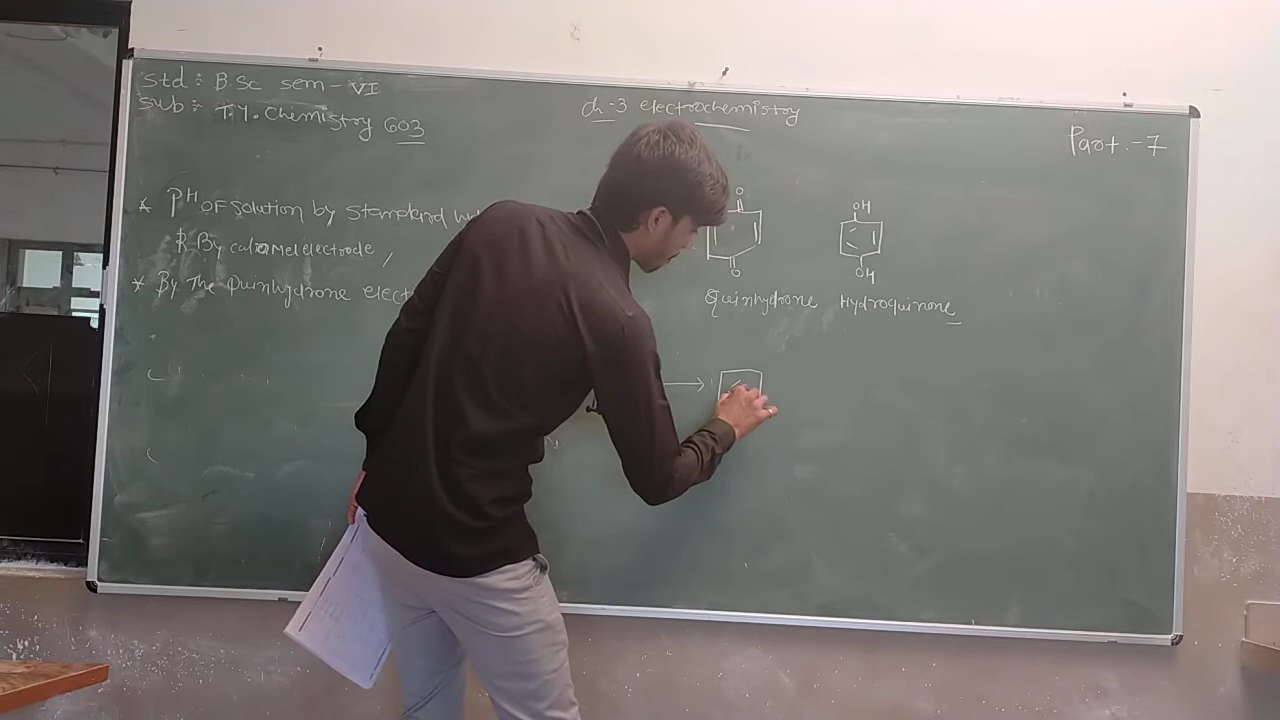 Std : B.Sc sem - VI
Sub : T.Y. Chemistry 603
ch-3 electrochemistry
Part.-7
* PH OF solution by standard
& By calomel electrode,
* By The Quinhydrone elect
O
O
Quinhydrone
OH
OH
Hydroquinone